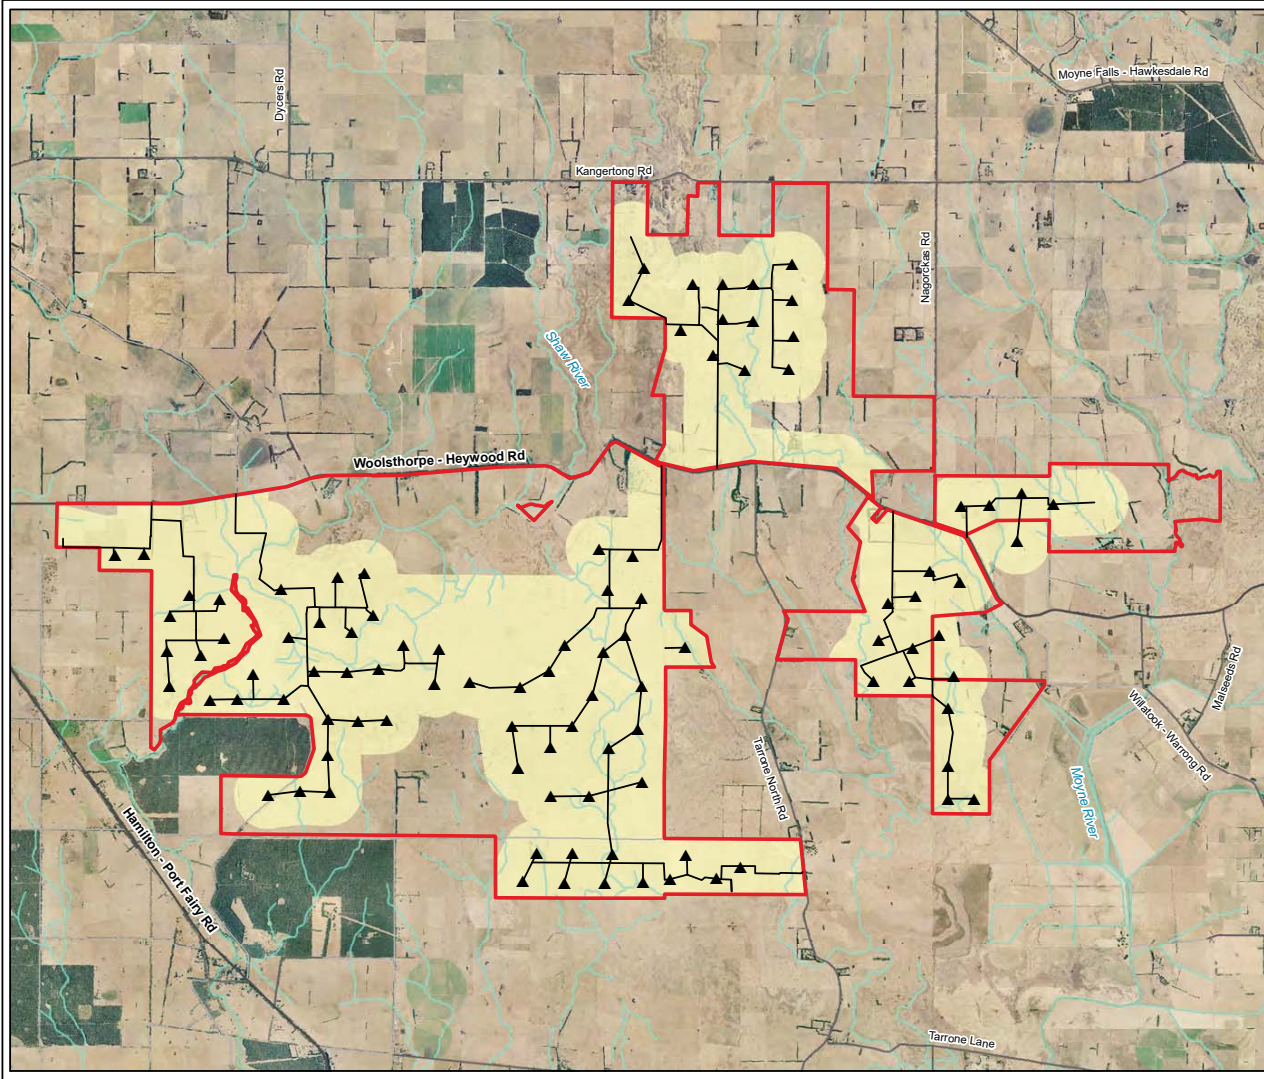 Moyne Falls - Hawkesdale Rd
Dycers Rd
Kangertong Rd
Nagorckas Rd
Shaw River
Woolsthorpe - Heywood Rd
Malseeds Rd
Willatook - Warrong Rd
Tarrone North Rd
Moyne River
Hamilton - Port Fairy Rd
Tarrone Lane